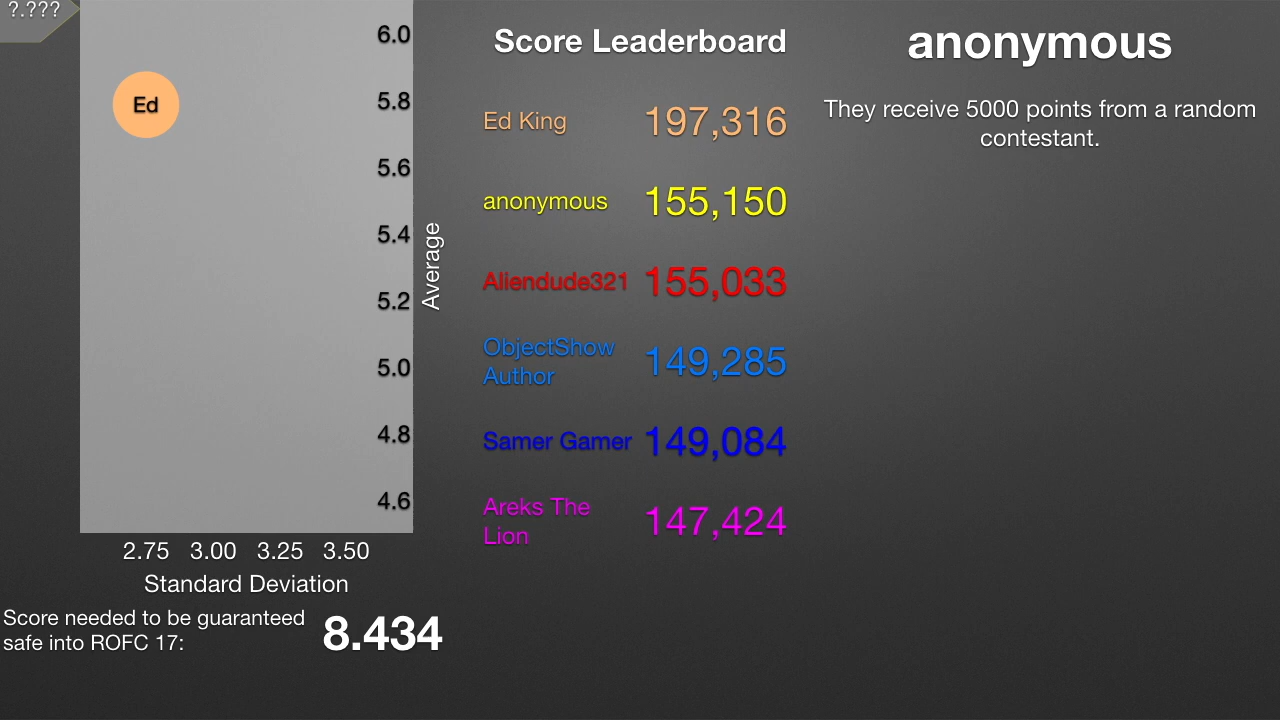 ?.???
6.0
Ed
5.8
5.6
5.4
5.2
5.0
4.8
4.6
Average
2.75 3.00 3.25 3.50
Standard Deviation
Score needed to be guaranteed
safe into ROFC 17:
8.434
Score Leaderboard
Ed King 197,316
anonymous 155,150
Aliendude321 155,033
ObjectShow
Author
149,285
Samer Gamer 149,084
Areks The
Lion
147,424
anonymous
They receive 5000 points from a random
contestant.